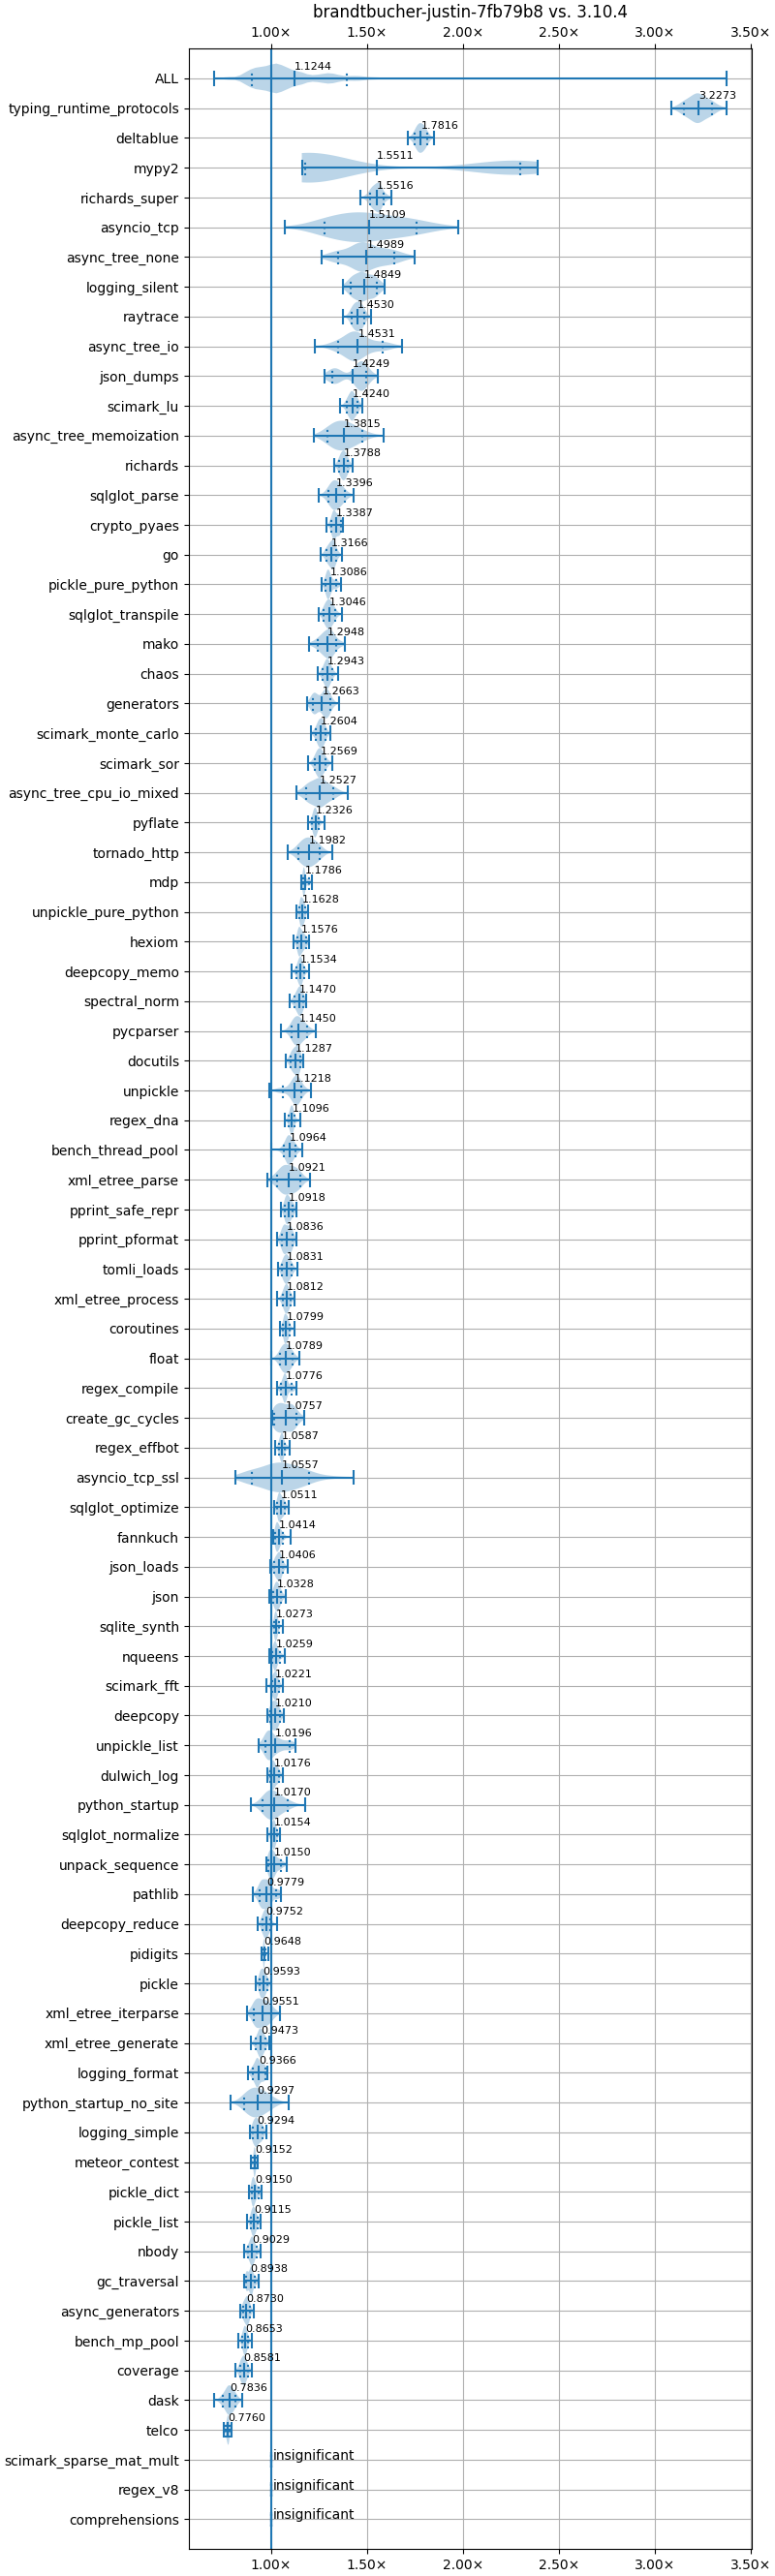 brandtbucher-justin-7fb79b8 vs. 3.10.4
1.00× 1.50× 2.00× 2.50× 3.00× 3.50×
ALL 1.1244
typing_runtime_protocols 3.2273
deltablue 1.7816
mypy2 1.5511
richards_super 1.5516
asyncio_tcp 1.5109
async_tree_none 1.4989
logging_silent 1.4849
raytrace 1.4530
async_tree_io 1.4531
json_dumps 1.4249
scimark_lu 1.4240
async_tree_memoization 1.3815
richards 1.3788
sqlglot_parse 1.3396
crypto_pyaes 1.3387
go 1.3166
pickle_pure_python 1.3086
sqlglot_transpile 1.3046
mako 1.2948
chaos 1.2943
generators 1.2663
scimark_monte_carlo 1.2604
scimark_sor 1.2569
async_tree_cpu_io_mixed 1.2527
pyflate 1.2326
tornado_http 1.1982
mdp 1.1786
unpickle_pure_python 1.1628
hexiom 1.1576
deepcopy_memo 1.1534
spectral_norm 1.1470
pycparser 1.1450
docutils 1.1287
unpickle 1.1218
regex_dna 1.1096
bench_thread_pool 1.0964
xml_etree_parse 1.0921
pprint_safe_repr 1.0918
pprint_pformat 1.0836
tomli_loads 1.0831
xml_etree_process 1.0812
coroutines 1.0799
float 1.0789
regex_compile 1.0776
create_gc_cycles 1.0757
regex_effbot 1.0587
asyncio_tcp_ssl 1.0557
sqlglot_optimize 1.0511
fannkuch 1.0414
json_loads 1.0406
json 1.0328
sqlite_synth 1.0273
nqueens 1.0259
scimark_fft 1.0221
deepcopy 1.0210
unpickle_list 1.0196
dulwich_log 1.0176
python_startup 1.0170
sqlglot_normalize 1.0154
unpack_sequence 1.0150
pathlib 0.9779
deepcopy_reduce 0.9752
pidigits 0.9648
pickle 0.9593
xml_etree_iterparse 0.9551
xml_etree_generate 0.9473
logging_format 0.9366
python_startup_no_site 0.9297
logging_simple 0.9294
meteor_contest 0.9152
pickle_dict 0.9150
pickle_list 0.9115
nbody 0.9029
gc_traversal 0.8938
async_generators 0.8730
bench_mp_pool 0.8653
coverage 0.8581
dask 0.7836
telco 0.7760
scimark_sparse_mat_mult insignificant
regex_v8 insignificant
comprehensions insignificant
1.00× 1.50× 2.00× 2.50× 3.00× 3.50×